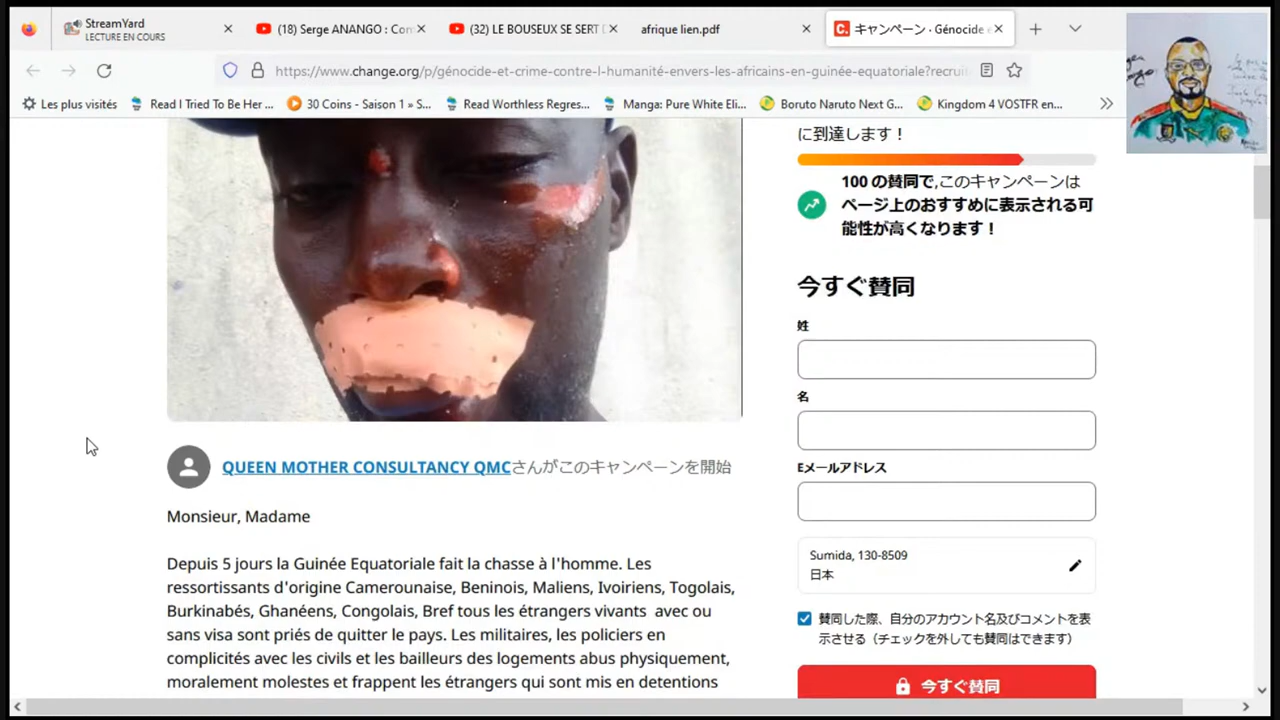 StreamYard
LECTURE EN COURS
(18) Serge ANANGO : Con
(32) LE BOUSEUX SE SERT
afrique lien.pdf
C.
キャンペーン · Génocide e
https://www.change.org/p/génocide-et-crime-contre-l-humanité-envers-les-africains-en-guinée-equatoriale?recrui
Les plus visités
Read I Tried To Be Her ...
30 Coins - Saison 1 » S...
Read Worthless Regres...
Manga: Pure White Eli...
Boruto Naruto Next G...
Kingdom 4 VOSTFR en...
QUEEN MOTHER CONSULTANCY QMCさんがこのキャンペーンを開始
Monsieur, Madame
Depuis 5 jours la Guinée Equatoriale fait la chasse à l'homme. Les
ressortissants d'origine Camerounaise, Beninois, Maliens, Ivoiriens, Togolais,
Burkinabés, Ghanéens, Congolais, Bref tous les étrangers vivants avec ou
sans visa sont priés de quitter le pays. Les militaires, les policiers en
complicités avec les civils et les bailleurs des logements abus physiquement,
moralement molestes et frappent les étrangers qui sont mis en detentions
に到達します！
100 の賛同で,このキャンペーンは
ページ上のおすすめに表示される可
能性が高くなります！
今すぐ賛同
姓
名
Eメールアドレス
Sumida, 130-8509
日本
賛同した際、自分のアカウント名及びコメントを表
示させる（チェックを外しても賛同はできます）
今すぐ賛同